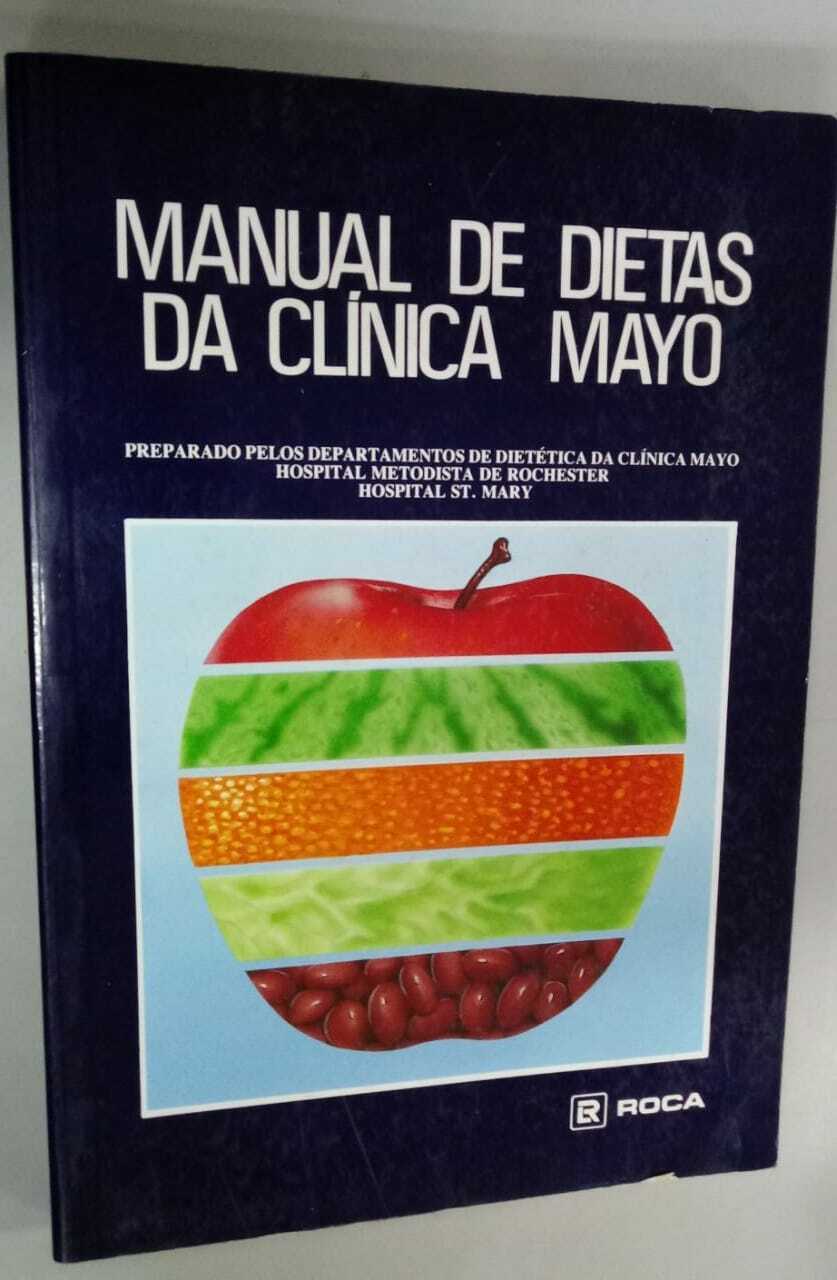 MANUAL DE DIETAS
DA CLÍNICA MAYO
PREPARADO PELOS DEPARTAMENTOS DE DIETÉTICA DA CLÍNICA MAYO
HOSPITAL METODISTA DE ROCHESTER
HOSPITAL ST. MARY
ROCA